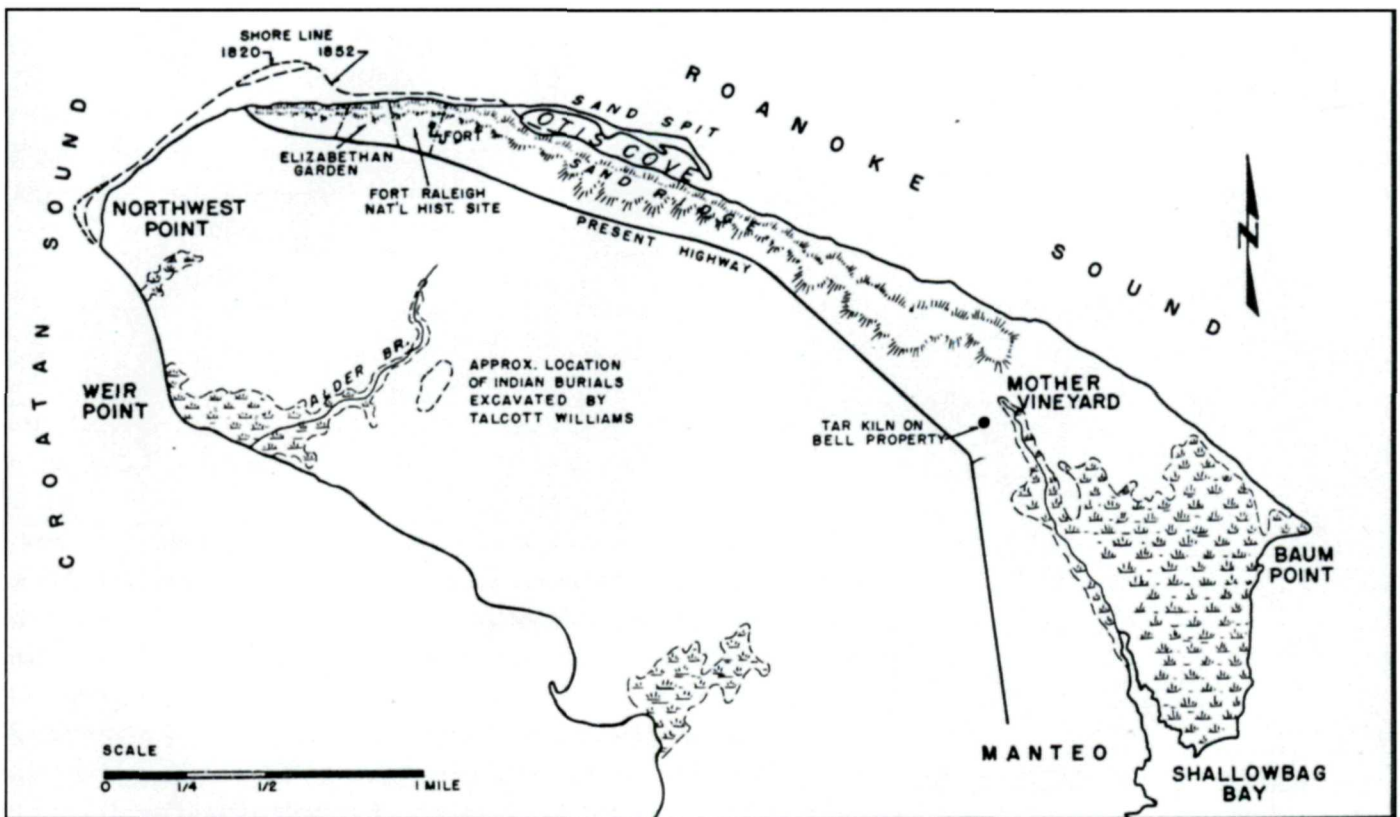 SHORE LINE
1820 1852
ROANOKE
SOUND
CROATAN SOUND
SAND SPIT
OTIS COVE
SAND RIDGE
FORT
ELIZABETHAN
GARDEN
FORT RALEIGH
NAT'L HIST. SITE
NORTHWEST
POINT
PRESENT HIGHWAY
N
WEIR
POINT
ALDER BR.
APPROX. LOCATION
OF INDIAN BURIALS
EXCAVATED BY
TALCOTT WILLIAMS
MOTHER
VINEYARD
TAR KILN ON
BELL PROPERTY
BAUM
POINT
MANTEO
SHALLOWBAG
BAY
SCALE
0 1/4 1/2 1 MILE